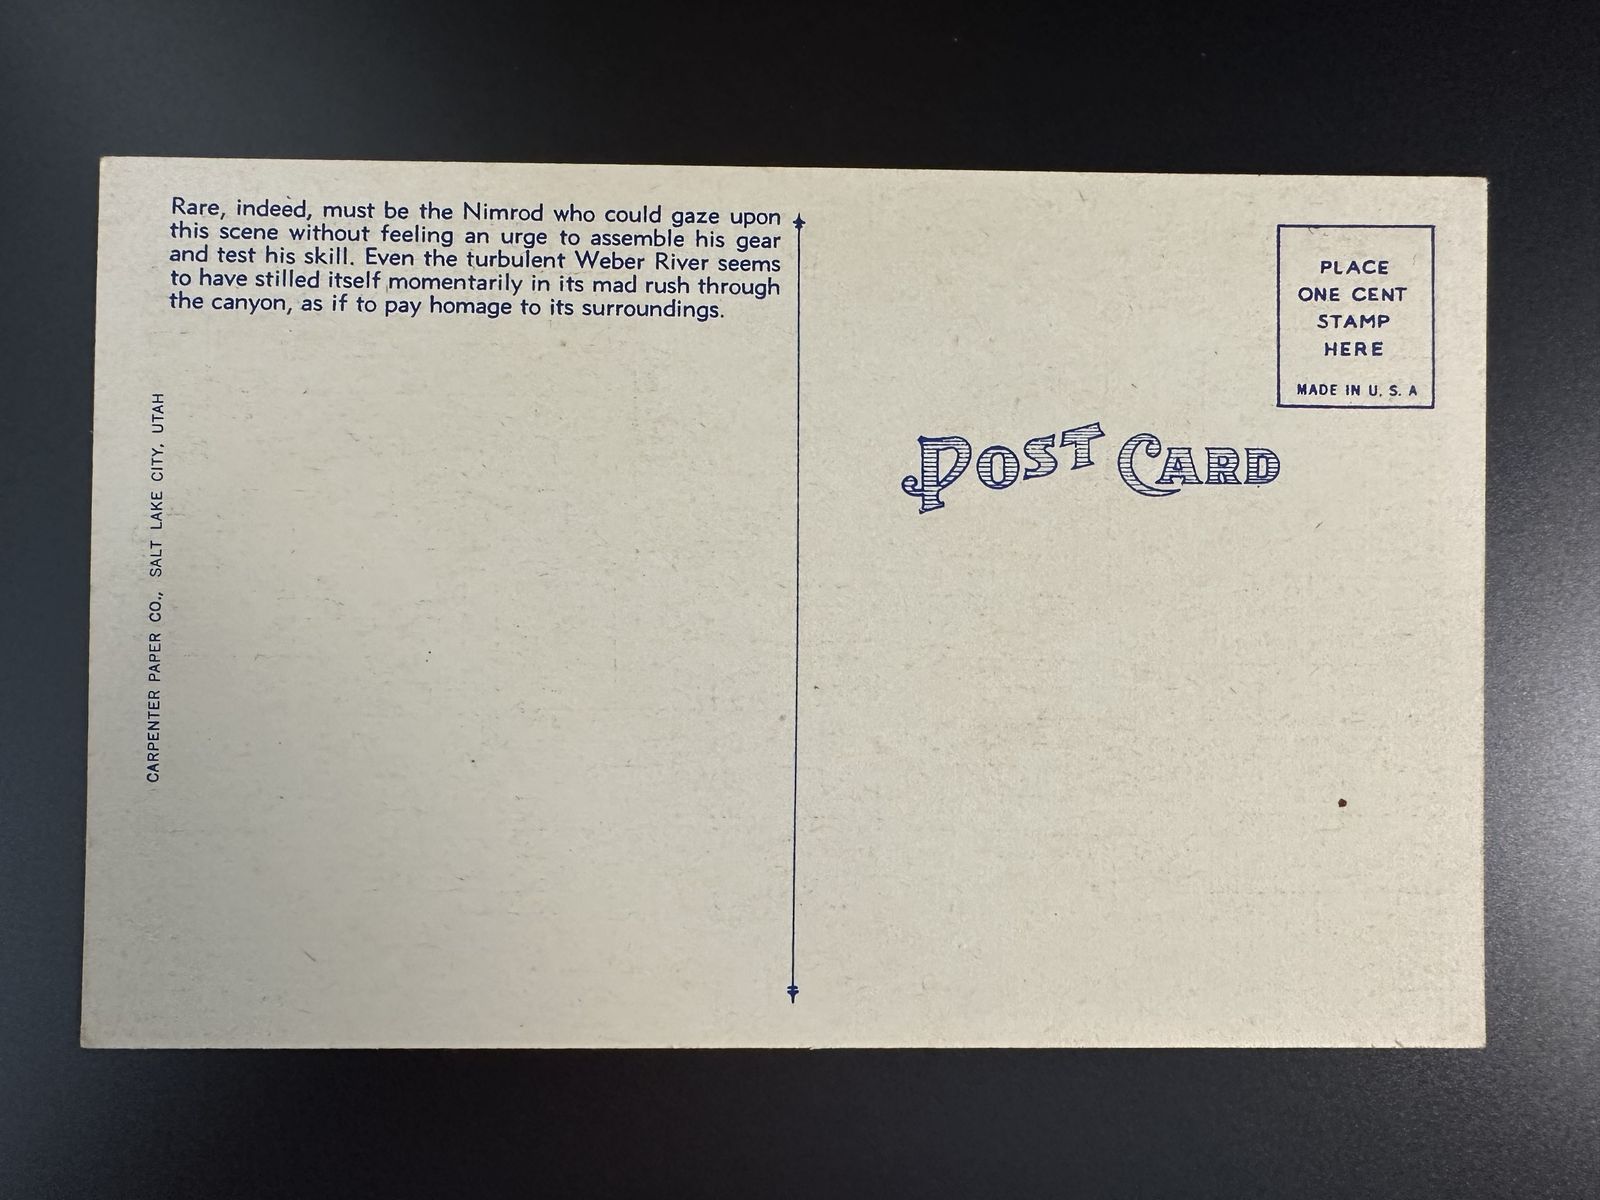 Rare, indeed, must be the Nimrod who could gaze upon
this scene without feeling an urge to assemble his gear
and test his skill. Even the turbulent Weber River seems
to have stilled itself momentarily in its mad rush through
the canyon, as if to pay homage to its surroundings.
CARPENTER PAPER CO., SALT LAKE CITY, UTAH
PLACE
ONE CENT
STAMP
HERE
MADE IN U. S. A
POST CARD